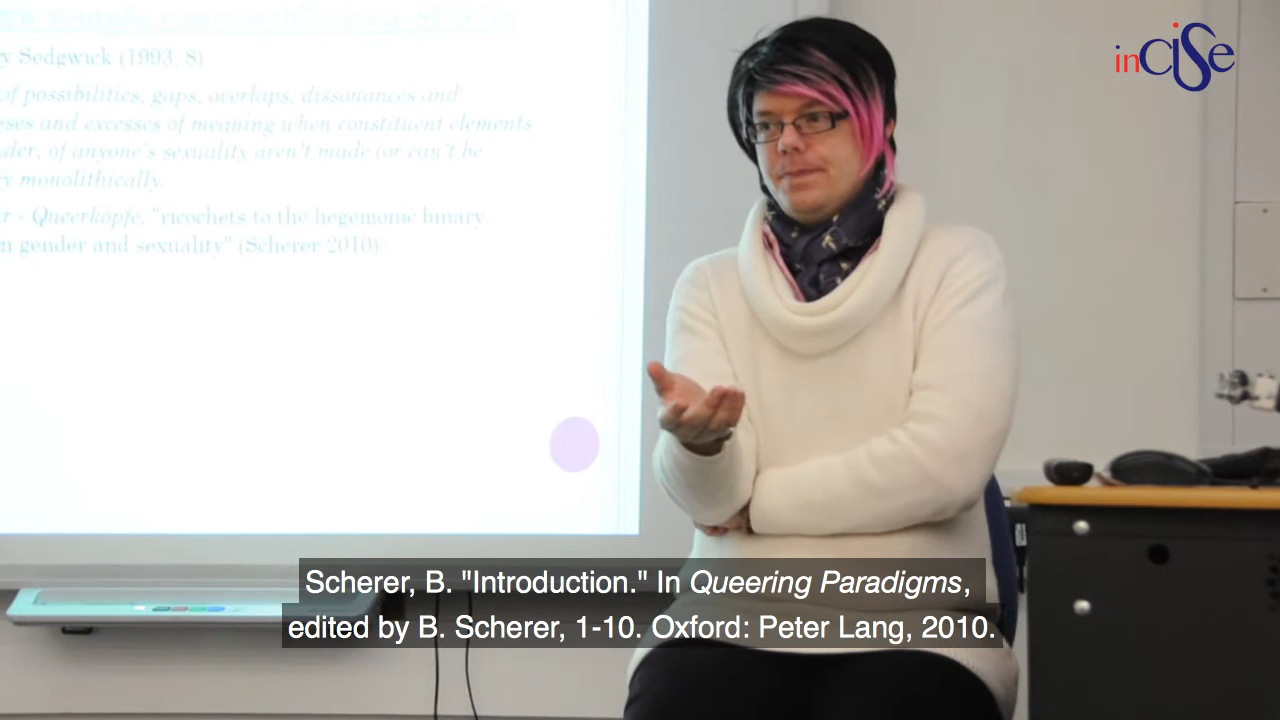 inCiSe
y Sedgwick (1993, 8)
of possibilities, gaps, overlaps, dissonances and
sses and excesses of meaning when constituent elements
der, of anyone's sexuality aren't made (or can't be
y monolithically.
r - Queerkopfe, "ricochets to the hegemonic binary
n gender and sexuality" (Scherer 2010)
Scherer, B. "Introduction." In Queering Paradigms,
edited by B. Scherer, 1-10. Oxford: Peter Lang, 2010.